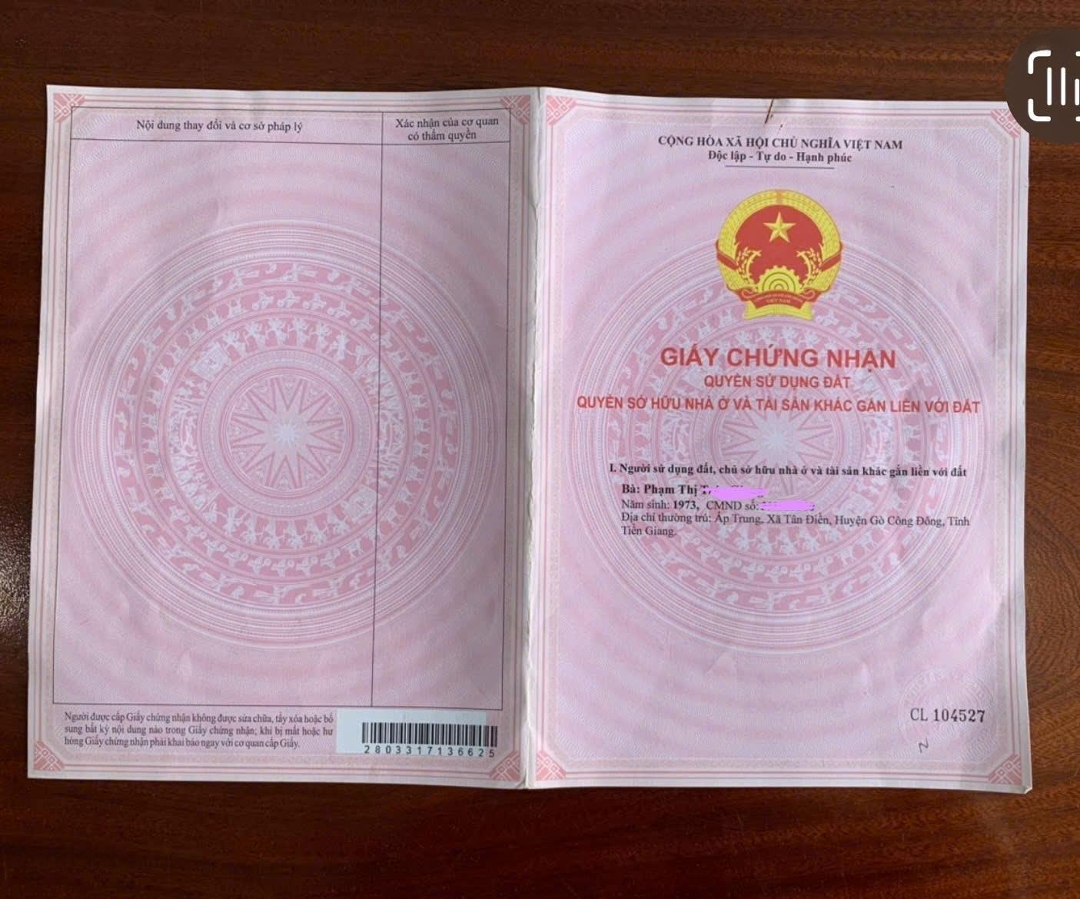 Nội dung thay đổi và cơ sở pháp lý
Xác nhận của cơ quan
có thẩm quyền
Người được cấp Giấy chứng nhận không được sửa chữa, tẩy xóa hoặc bổ
sung bất kỳ nội dung nào trong Giấy chứng nhận; khi bị mất hoặc hư
hỏng Giấy chứng nhận phải khai báo ngay với cơ quan cấp Giấy.
2803317136625
CỘNG HÒA XÃ HỘI CHỦ NGHĨA VIỆT NAM
Độc lập - Tự do - Hạnh phúc
GIẤY CHỨNG NHẬN
QUYỀN SỬ DỤNG ĐẤT
QUYỀN SỞ HỮU NHÀ Ở VÀ TÀI SẢN KHÁC GẮN LIỀN VỚI ĐẤT
I. Người sử dụng đất, chủ sở hữu nhà ở và tài sản khác gắn liền với đất
Bà: Phạm Thị
Năm sinh: 1973, CMND số:
Địa chỉ thường trú: Ấp Trung, Xã Tân Điền, Huyện Gò Công Đông, Tỉnh
Tiền Giang.
CL 104527
N